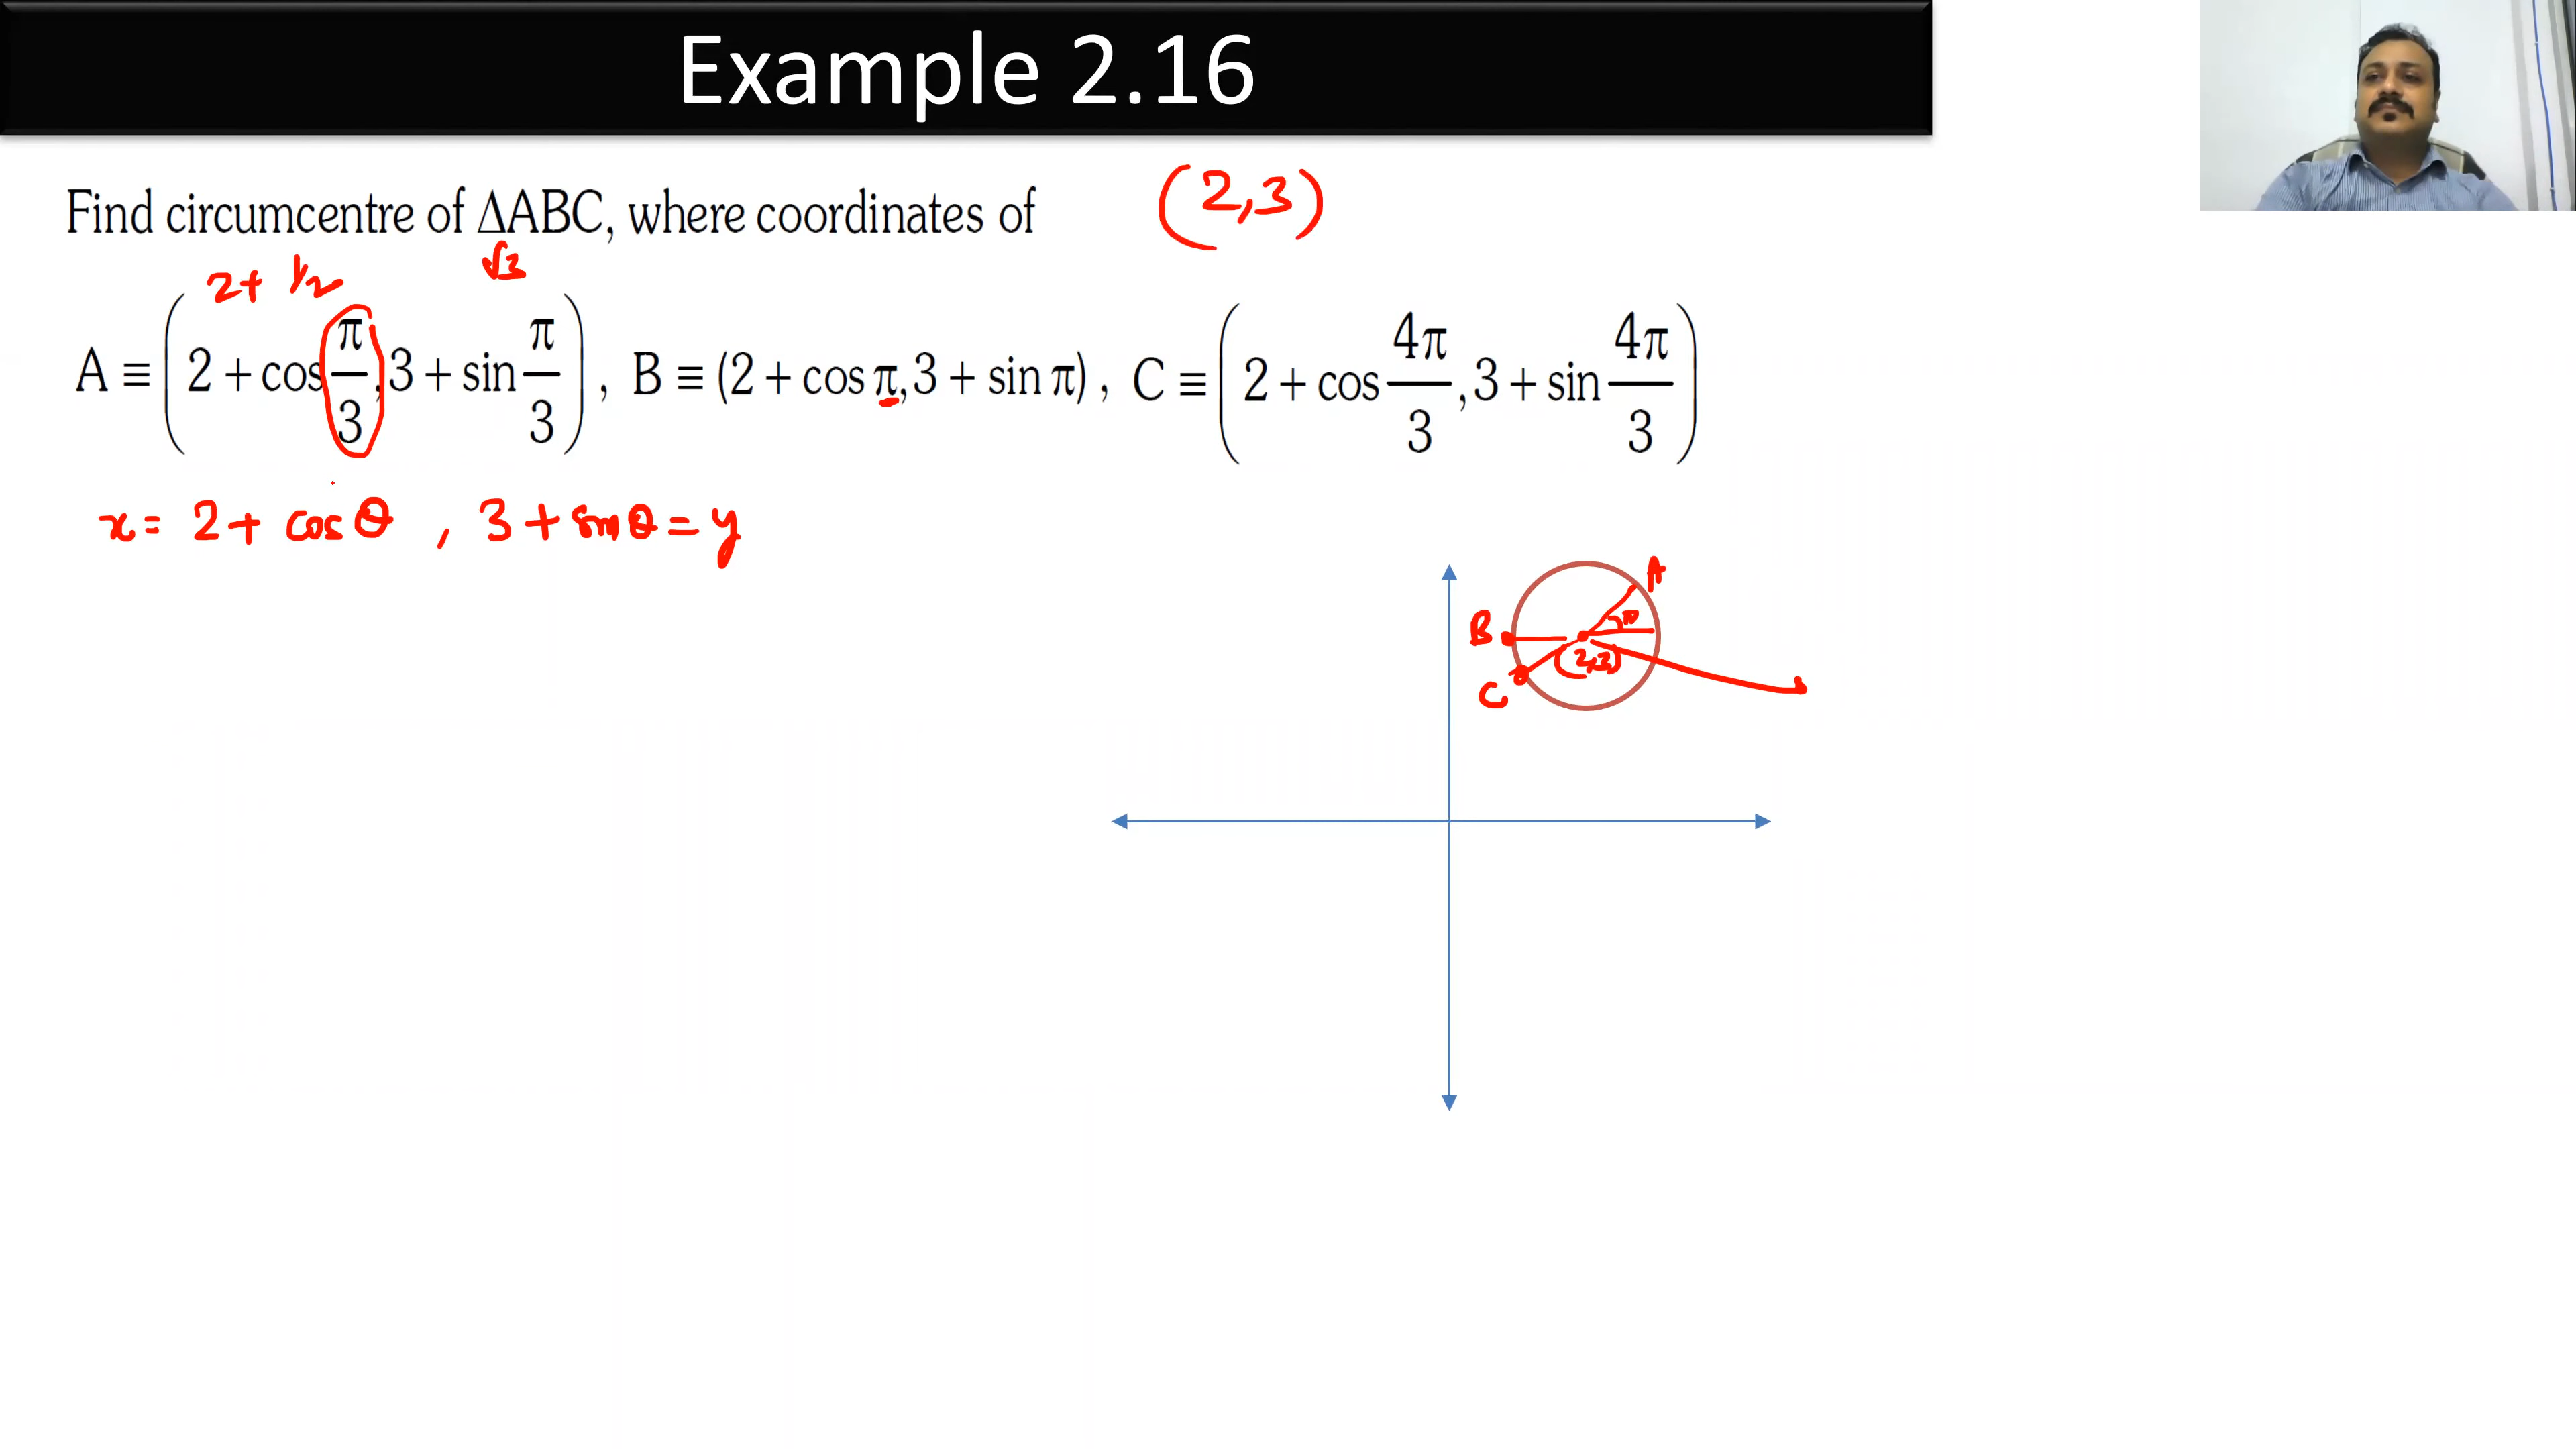 Example 2.16
Find circumcentre of ΔABC, where coordinates of (2,3)
2+ 1/2 √3
A ≡ (2 + cos π/3, 3 + sin π/3), B ≡ (2 + cos π, 3 + sin π), C ≡ (2 + cos 4π/3, 3 + sin 4π/3)
x = 2 + cos θ , 3 + sin θ = y
A
B
(2,3)
C